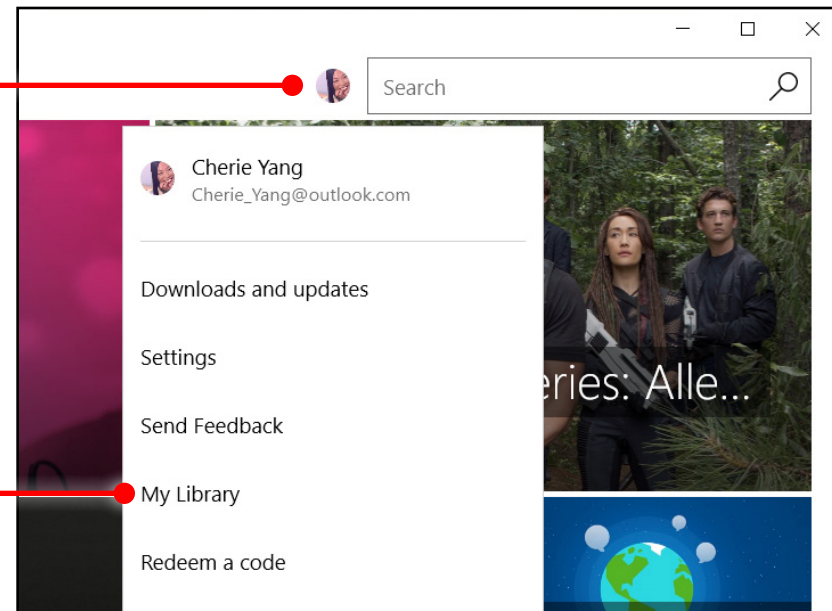 Search
Cherie Yang
Cherie_Yang@outlook.com
Downloads and updates
Settings
eries: Alle...
Send Feedback
My Library
Redeem a code